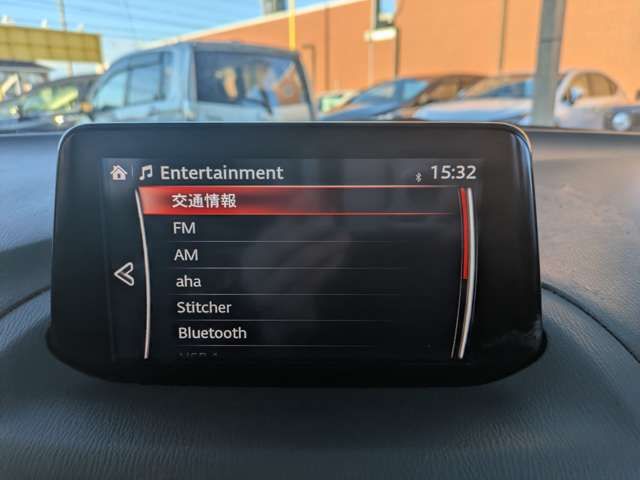 Entertainment 15:32
交通情報
FM
AM
aha
Stitcher
Bluetooth